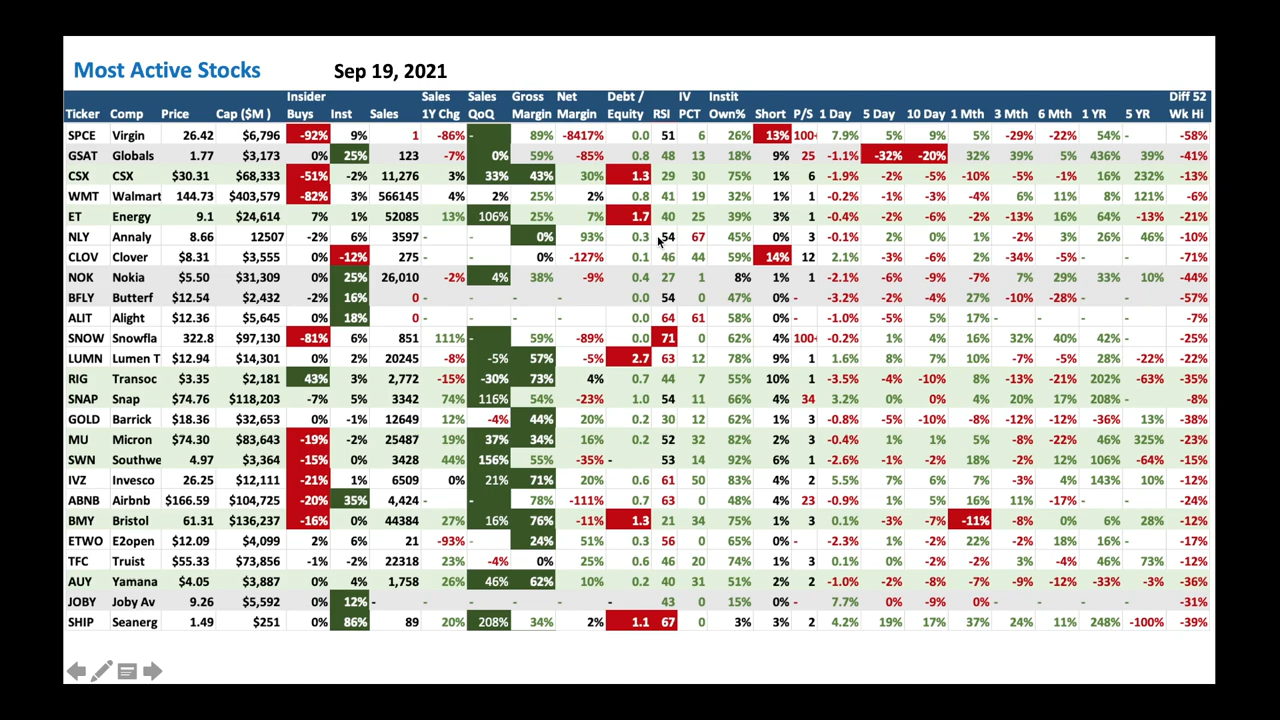 Most Active Stocks Sep 19, 2021
Insider Sales Sales Gross Net Debt / IV Instit Diff 52
Ticker Comp Price Cap ($M ) Buys Inst Sales 1Y Chg QoQ Margin Margin Equity RSI PCT Own% Short P/S 1 Day 5 Day 10 Day 1 Mth 3 Mth 6 Mth 1 YR 5 YR Wk Hi
SPCE Virgin 26.42 $6,796 -92% 9% 1 -86% - 89% -8417% 0.0 51 6 26% 13% 100+ 7.9% 5% 9% 5% -29% -22% 54% - -58%
GSAT Globals 1.77 $3,173 0% 25% 123 -7% 0% 59% -85% 0.8 48 13 18% 9% 25 -1.1% -32% -20% 32% 39% 5% 436% 39% -41%
CSX CSX $30.31 $68,333 -51% -2% 11,276 3% 33% 43% 30% 1.3 29 30 75% 1% 6 -1.9% -2% -5% -10% -5% -1% 16% 232% -13%
WMT Walmart 144.73 $403,579 -82% 3% 566145 4% 2% 25% 2% 0.8 41 19 32% 1% 1 -0.2% -1% -3% -4% 6% 11% 8% 121% -6%
ET Energy 9.1 $24,614 7% 1% 52085 13% 106% 25% 7% 1.7 40 25 39% 3% 1 -0.4% -2% -6% -2% -13% 16% 64% -13% -21%
NLY Annaly 8.66 12507 -2% 6% 3597 - - 0% 93% 0.3 54 67 45% 0% 3 -0.1% 2% 0% 1% -2% 3% 26% 46% -10%
CLOV Clover $8.31 $3,555 0% -12% 275 - - 0% -127% 0.1 46 44 59% 14% 12 2.1% -3% -6% 2% -34% -5% - -71%
NOK Nokia $5.50 $31,309 0% 25% 26,010 -2% 4% 38% -9% 0.4 27 1 8% 1% 1 -2.1% -6% -9% -7% 7% 29% 33% 10% -44%
BFLY Butterf $12.54 $2,432 -2% 16% 0 - - - - 0.0 54 0 47% 0% - -3.2% -2% -4% 27% -10% -28% - -57%
ALIT Alight $12.36 $5,645 0% 18% 0 - - - - 0.0 64 61 58% 0% - -1.0% -5% 5% 17% - - - -7%
SNOW Snowfla 322.8 $97,130 -81% 6% 851 111% - 59% -89% 0.0 71 0 62% 4% 100+ -0.2% 1% 4% 16% 32% 40% 42% - -25%
LUMN Lumen T $12.94 $14,301 0% 2% 20245 -8% -5% 57% -5% 2.7 63 12 78% 9% 1 1.6% 8% 7% 10% -7% -5% 28% -22% -22%
RIG Transoc $3.35 $2,181 43% 3% 2,772 -15% -30% 73% 4% 0.7 44 7 55% 10% 1 -3.5% -4% -10% 8% -13% -21% 202% -63% -35%
SNAP Snap $74.76 $118,203 -7% 5% 3342 74% 116% 54% -23% 1.0 54 11 66% 4% 34 3.2% 0% 0% 4% 20% 17% 208% - -8%
GOLD Barrick $18.36 $32,653 0% -1% 12649 12% -4% 44% 20% 0.2 30 12 62% 1% 3 -0.8% -5% -10% -8% -12% -12% -36% 13% -38%
MU Micron $74.30 $83,643 -19% -2% 25487 19% 37% 34% 16% 0.2 52 32 82% 2% 3 -0.4% 1% 1% 5% -8% -22% 46% 325% -23%
SWN Southwe 4.97 $3,364 -15% 0% 3428 44% 156% 55% -35% - 53 14 92% 6% 1 -2.6% -1% -2% 18% -2% 12% 106% -64% -15%
IVZ Invesco 26.25 $12,111 -21% 1% 6509 0% 21% 71% 20% 0.6 61 50 83% 4% 2 5.5% 7% 6% 7% -3% 4% 143% 10% -12%
ABNB Airbnb $166.59 $104,725 -20% 35% 4,424 - - 78% -111% 0.7 63 0 48% 4% 23 -0.9% 1% 5% 16% 11% -17% - -24%
BMY Bristol 61.31 $136,237 -16% 0% 44384 27% 16% 76% -11% 1.3 21 34 75% 1% 3 0.1% -3% -7% -11% -8% 0% 6% 28% -12%
ETWO E2open $12.09 $4,099 2% 6% 21 -93% - 24% 51% 0.3 56 0 65% 0% - -2.3% 1% -2% 22% -2% 18% 16% - -17%
TFC Truist $55.33 $73,856 -1% -2% 22318 23% -4% 0% 25% 0.6 46 20 74% 1% 3 0.1% 0% -2% -2% 3% -4% 46% 73% -12%
AUY Yamana $4.05 $3,887 0% 4% 1,758 26% 46% 62% 10% 0.2 40 31 51% 2% 2 -1.0% -2% -8% -7% -9% -12% -33% -3% -36%
JOBY Joby Av 9.26 $5,592 0% 12% - - - - - - 43 0 15% 0% - 7.7% 0% -9% 0% - - - - -31%
SHIP Seanerg 1.49 $251 0% 86% 89 20% 208% 34% 2% 1.1 67 0 3% 3% 2 4.2% 19% 17% 37% 24% 11% 248% -100% -39%